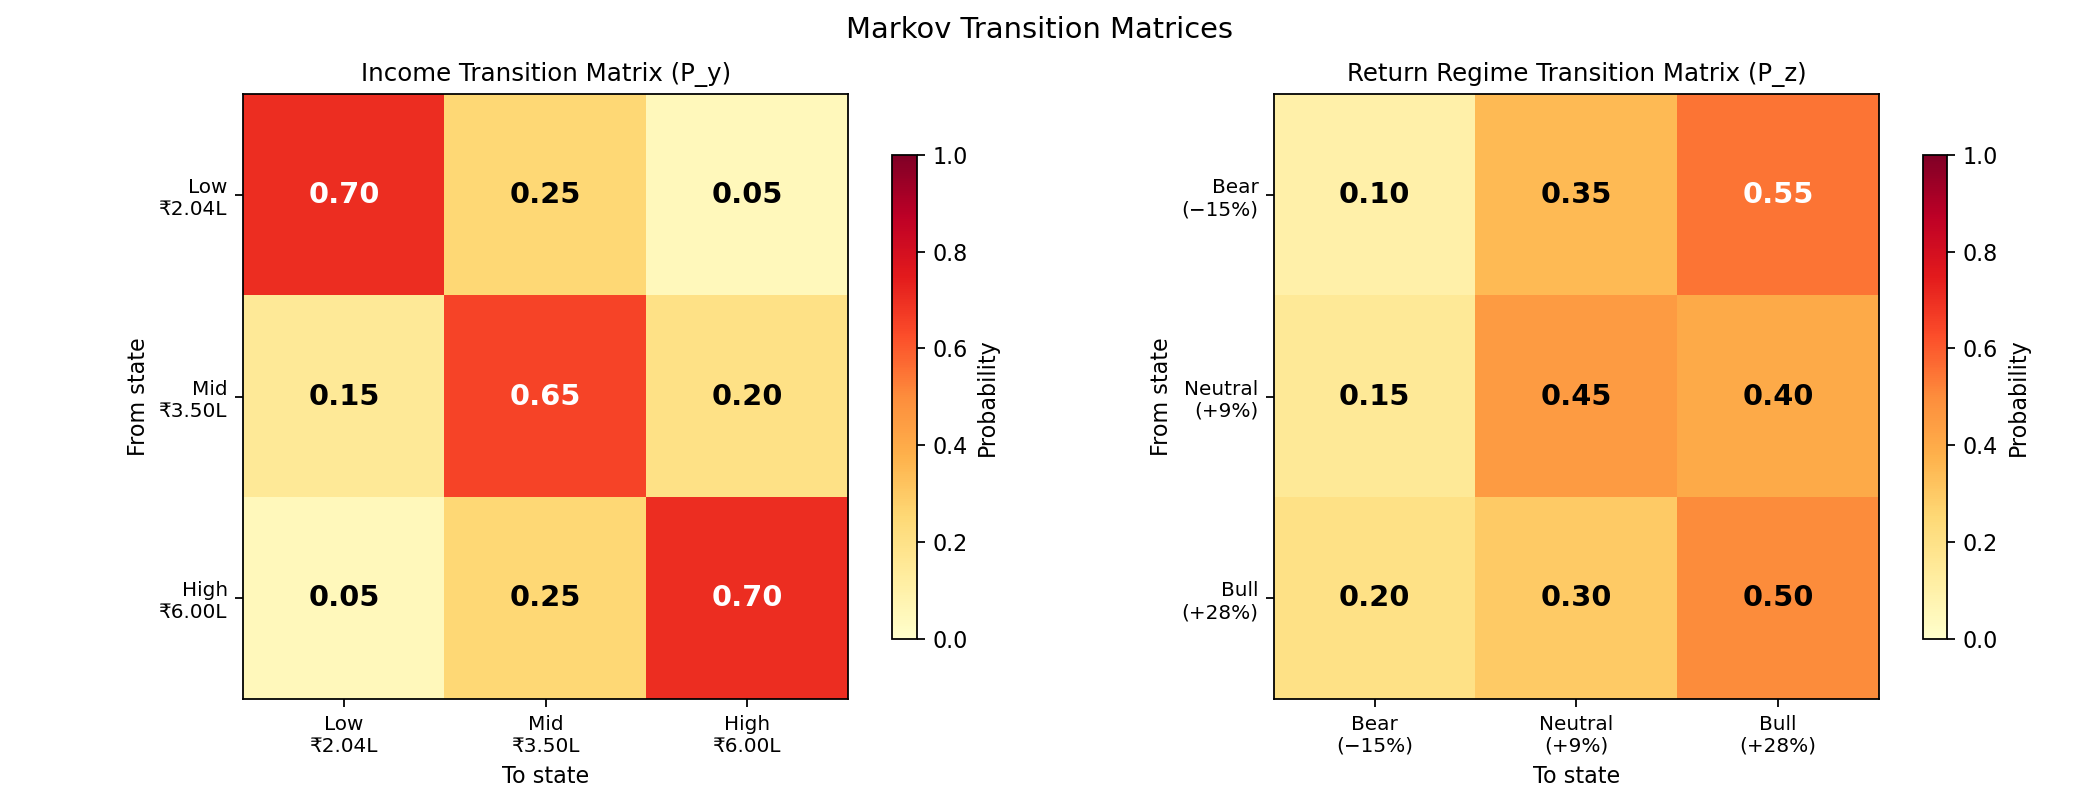 Markov Transition Matrices
Income Transition Matrix (P_y)
Low
₹2.04L
0.70 0.25 0.05
Mid
₹3.50L
0.15 0.65 0.20
High
₹6.00L
0.05 0.25 0.70
From state
Low
₹2.04L
Mid
₹3.50L
High
₹6.00L
To state
1.0
0.8
0.6
0.4
0.2
0.0
Probability
Return Regime Transition Matrix (P_z)
Bear
(−15%)
0.10 0.35 0.55
Neutral
(+9%)
0.15 0.45 0.40
Bull
(+28%)
0.20 0.30 0.50
From state
Bear
(−15%)
Neutral
(+9%)
Bull
(+28%)
To state
1.0
0.8
0.6
0.4
0.2
0.0
Probability